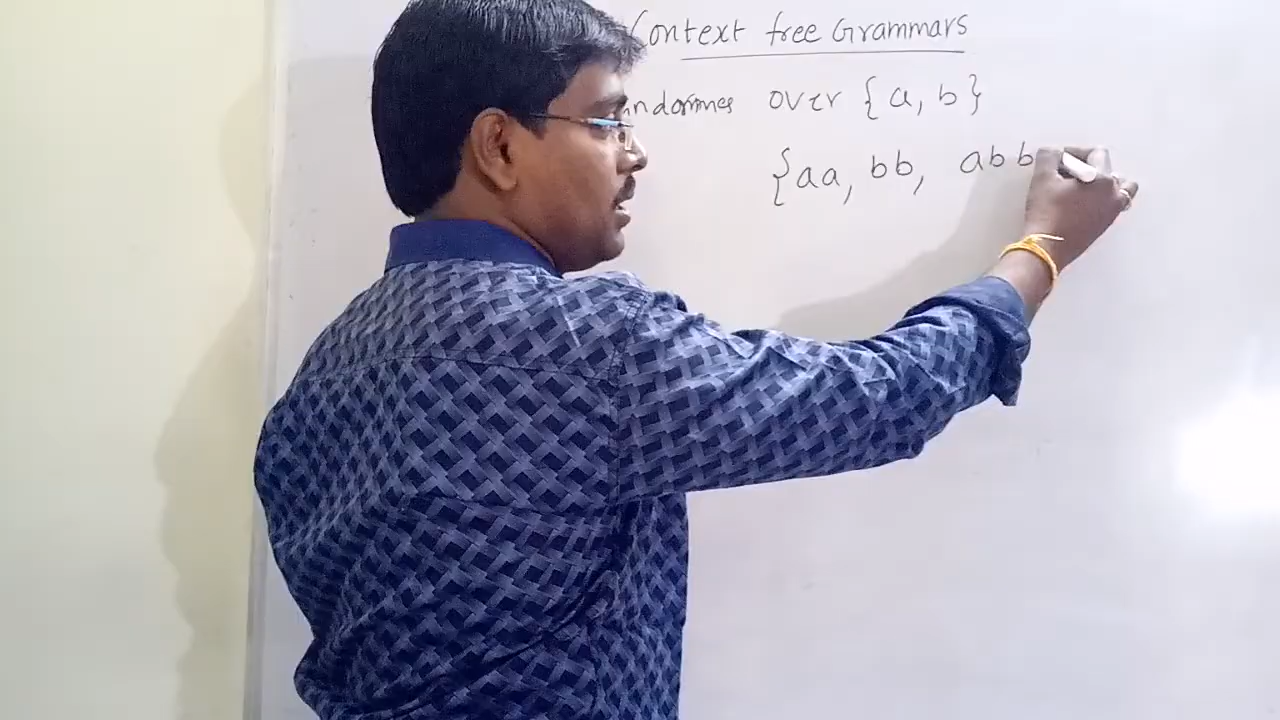 Context free Grammars
over {a, b}
{aa, bb, abb